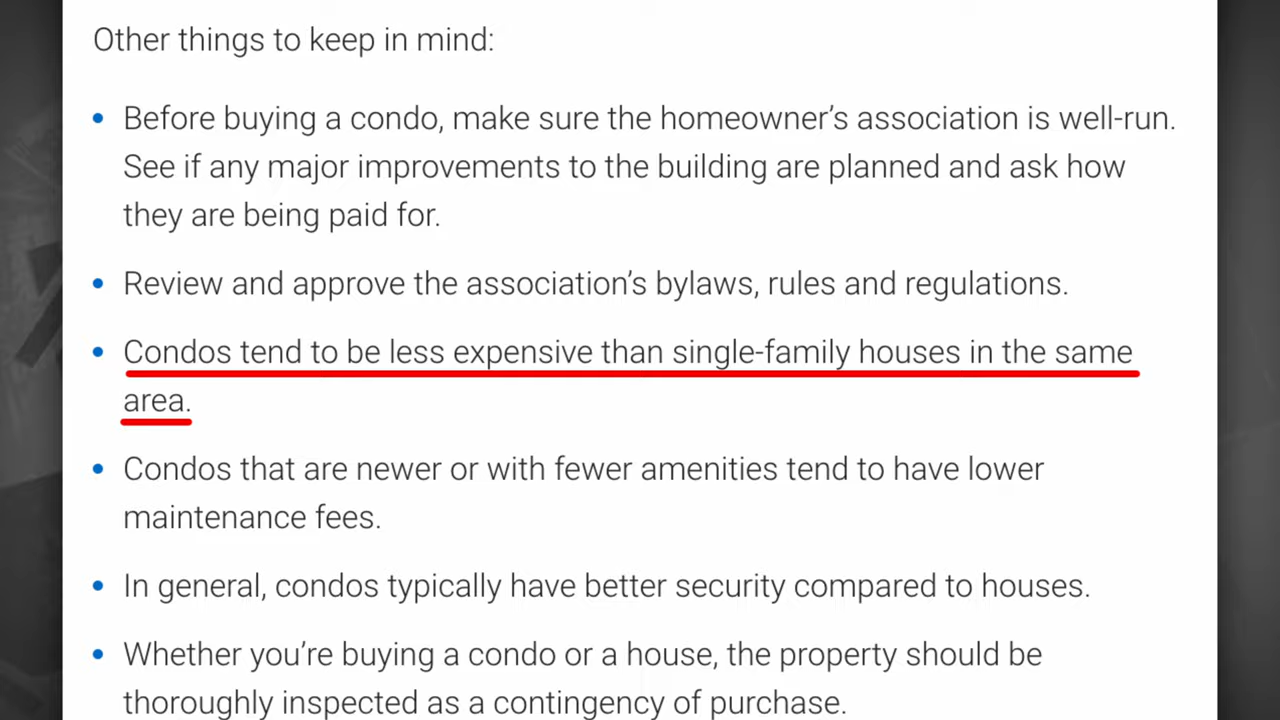 Other things to keep in mind:
• Before buying a condo, make sure the homeowner’s association is well-run.
See if any major improvements to the building are planned and ask how
they are being paid for.
• Review and approve the association’s bylaws, rules and regulations.
• Condos tend to be less expensive than single-family houses in the same
area.
• Condos that are newer or with fewer amenities tend to have lower
maintenance fees.
• In general, condos typically have better security compared to houses.
• Whether you’re buying a condo or a house, the property should be
thoroughly inspected as a contingency of purchase.